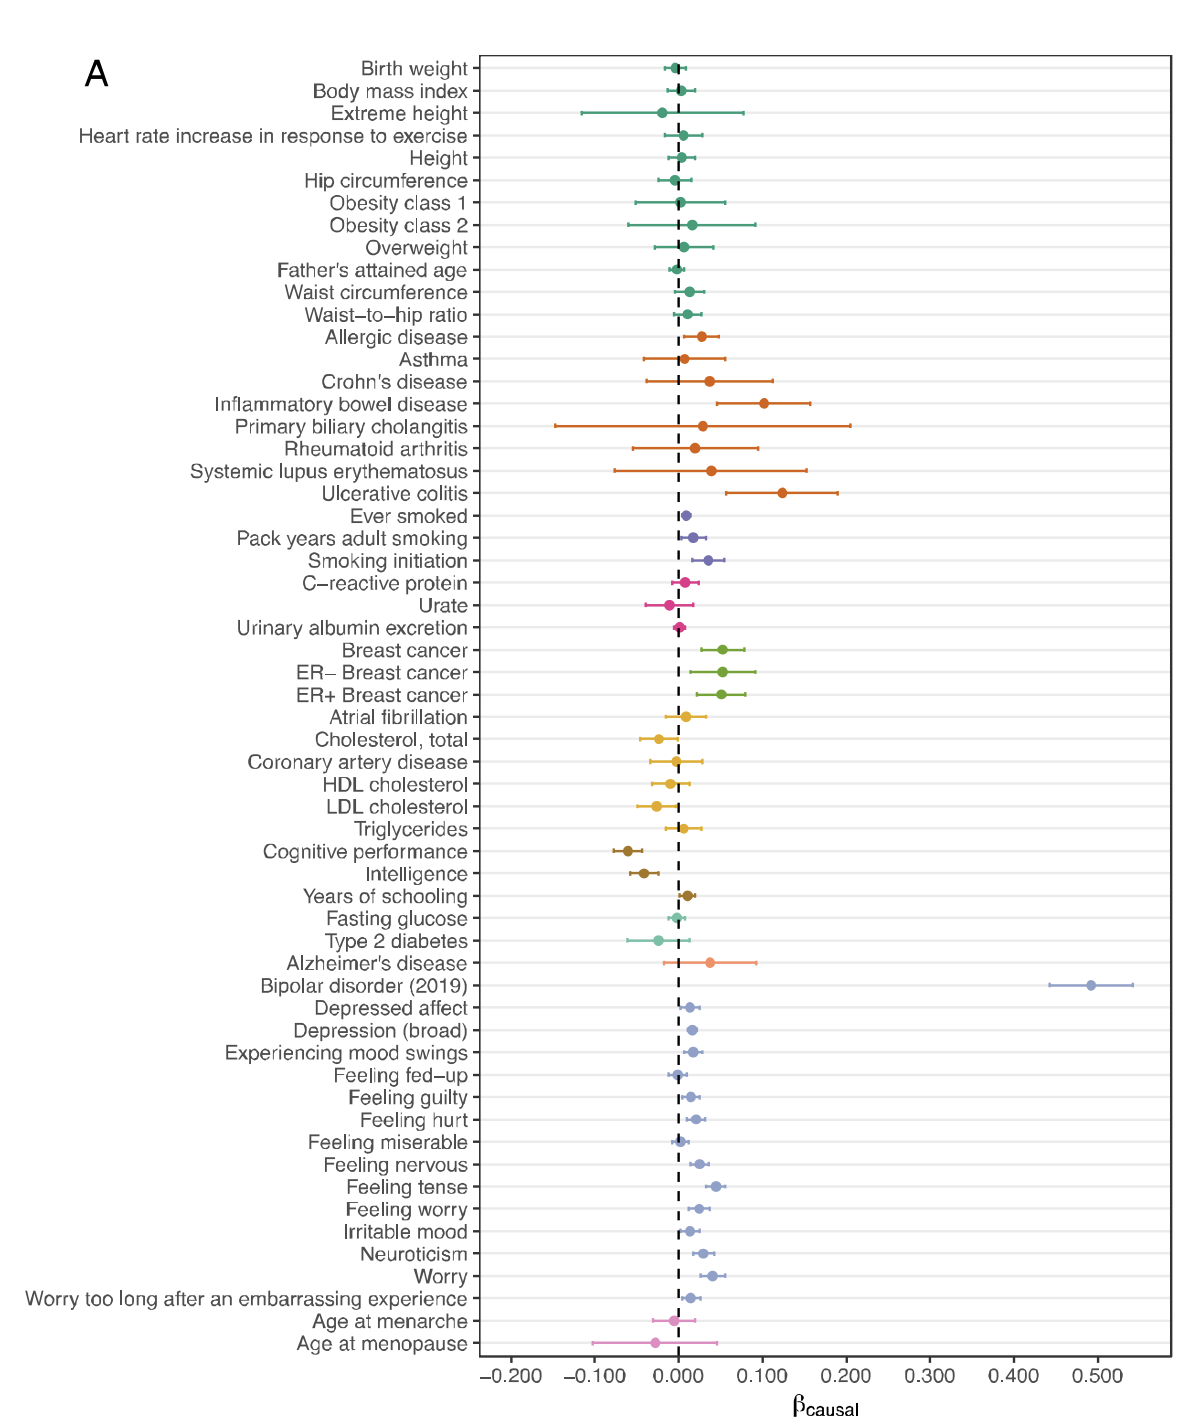 A
Birth weight
Body mass index
Extreme height
Heart rate increase in response to exercise
Height
Hip circumference
Obesity class 1
Obesity class 2
Overweight
Father's attained age
Waist circumference
Waist−to−hip ratio
Allergic disease
Asthma
Crohn's disease
Inflammatory bowel disease
Primary biliary cholangitis
Rheumatoid arthritis
Systemic lupus erythematosus
Ulcerative colitis
Ever smoked
Pack years adult smoking
Smoking initiation
C−reactive protein
Urate
Urinary albumin excretion
Breast cancer
ER− Breast cancer
ER+ Breast cancer
Atrial fibrillation
Cholesterol, total
Coronary artery disease
HDL cholesterol
LDL cholesterol
Triglycerides
Cognitive performance
Intelligence
Years of schooling
Fasting glucose
Type 2 diabetes
Alzheimer's disease
Bipolar disorder (2019)
Depressed affect
Depression (broad)
Experiencing mood swings
Feeling fed−up
Feeling guilty
Feeling hurt
Feeling miserable
Feeling nervous
Feeling tense
Feeling worry
Irritable mood
Neuroticism
Worry
Worry too long after an embarrassing experience
Age at menarche
Age at menopause
−0.200 −0.100 0.000 0.100 0.200 0.300 0.400 0.500
βcausal